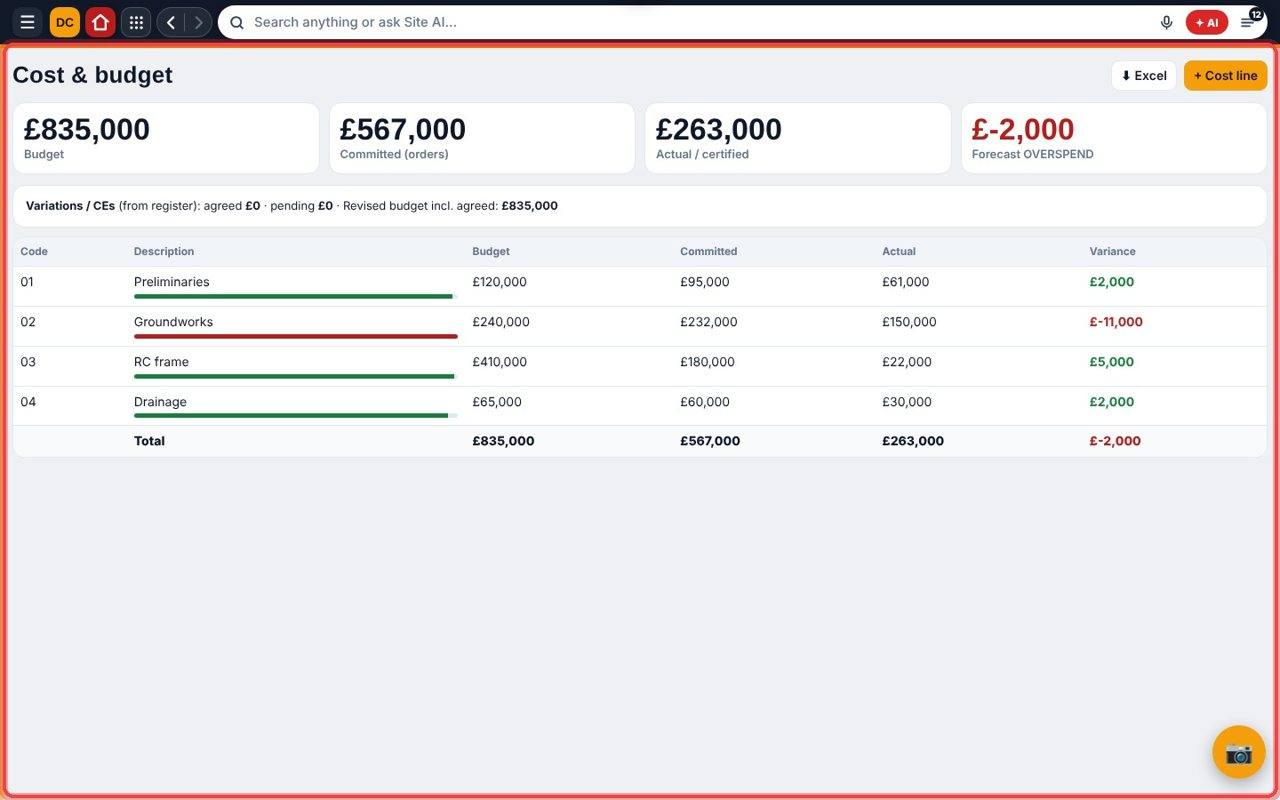 DC
Search anything or ask Site AI...
+ AI
12
Cost & budget
⬇ Excel
+ Cost line
£835,000
Budget
£567,000
Committed (orders)
£263,000
Actual / certified
£-2,000
Forecast OVERSPEND
Variations / CEs (from register): agreed £0 · pending £0 · Revised budget incl. agreed: £835,000
Code Description Budget Committed Actual Variance
01 Preliminaries £120,000 £95,000 £61,000 £2,000
02 Groundworks £240,000 £232,000 £150,000 £-11,000
03 RC frame £410,000 £180,000 £22,000 £5,000
04 Drainage £65,000 £60,000 £30,000 £2,000
Total £835,000 £567,000 £263,000 £-2,000